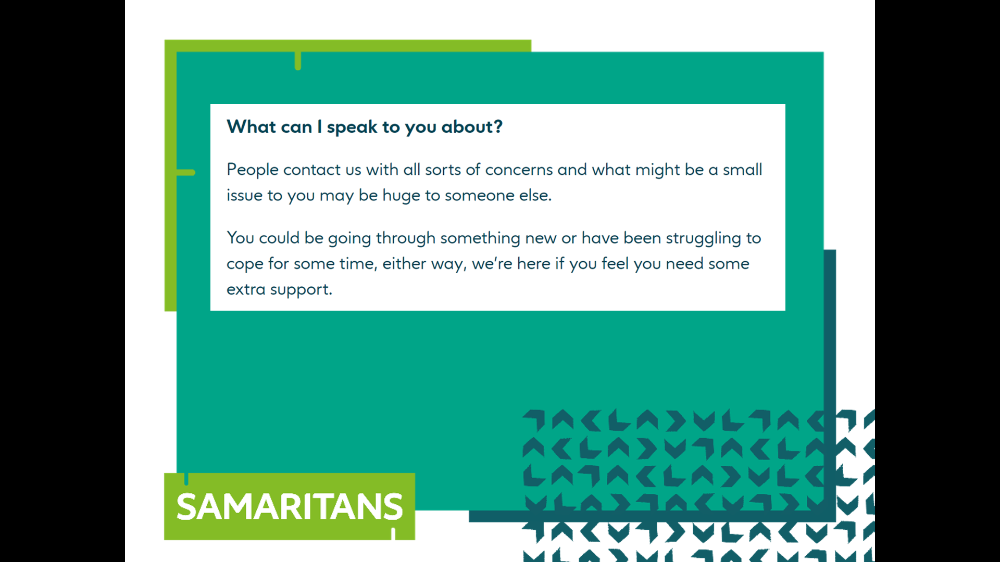 What can I speak to you about?
People contact us with all sorts of concerns and what might be a small
issue to you may be huge to someone else.
You could be going through something new or have been struggling to
cope for some time, either way, we’re here if you feel you need some
extra support.
SAMARITANS